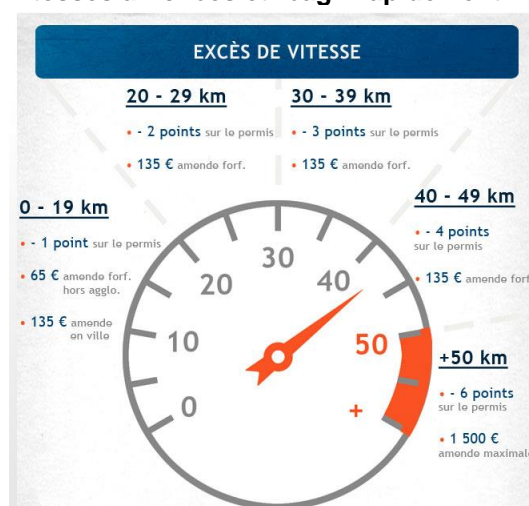 EXCÈS DE VITESSE
20 - 29 km
• - 2 points sur le permis
• 135 € amende forf.
30 - 39 km
• - 3 points sur le permis
• 135 € amende forf.
0 - 19 km
• - 1 point sur le permis
• 65 € amende forf.
hors agglo.
• 135 € amende
en ville
40 - 49 km
• - 4 points
sur le permis
• 135 € amende forf
+50 km
• - 6 points
sur le permis
• 1 500 €
amende maximale
0
10
20
30
40
50
+